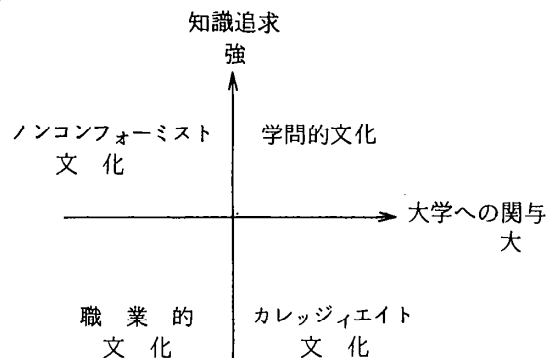 知識追求
強
ノンコンフォーミスト
文化
学問的文化
大学への関与
大
職業的
文化
カレッジィエイト
文化